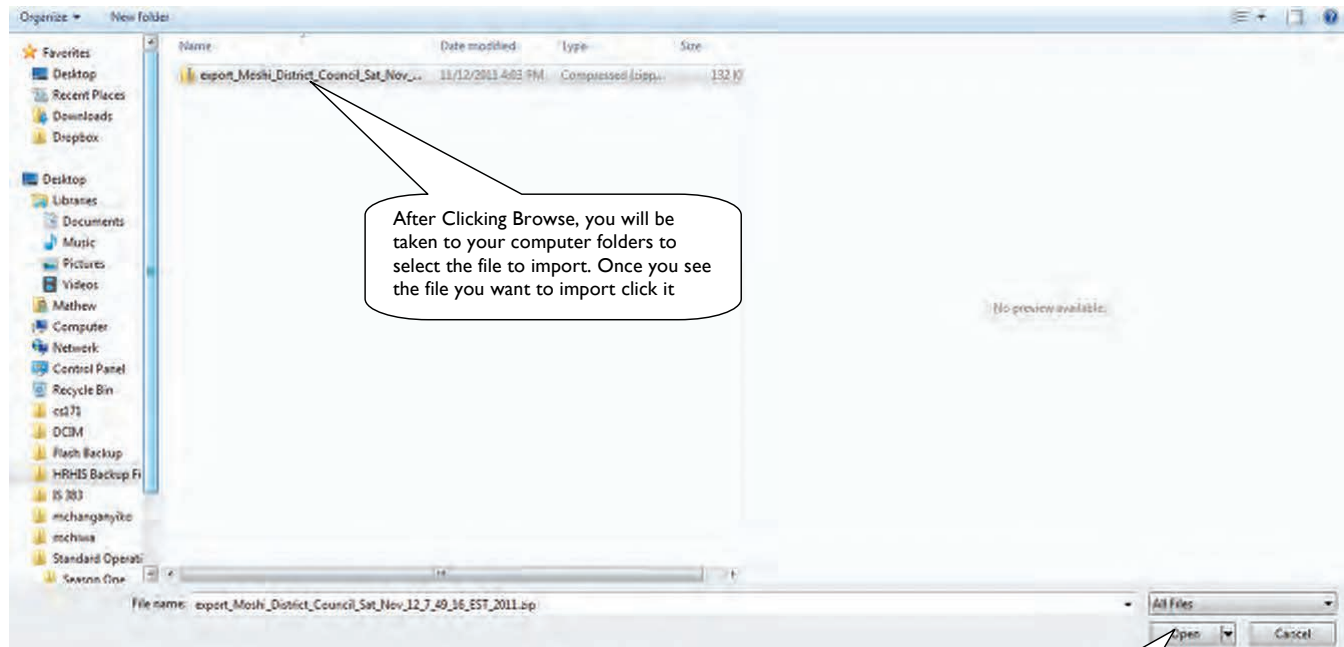 Organize New folder
Favorites
Desktop
Recent Places
Downloads
Dropbox
Desktop
Libraries
Documents
Music
Pictures
Videos
Mathew
Computer
Network
Control Panel
Recycle Bin
cs171
DCIM
Flash Backup
HRHIS Backup Fi
IS 383
mchanganyiko
mchiwa
Standard Operati
Season One
Name Date modified Type Size
export_Moshi_District_Council_Sat_Nov_... 11/12/2011 4:03 PM Compressed (zipp... 132 K
After Clicking Browse, you will be
taken to your computer folders to
select the file to import. Once you see
the file you want to import click it
No preview available.
File name: export_Moshi_District_Council_Sat_Nov_12_7_49_16_EST_2011.zip All Files
Open Cancel